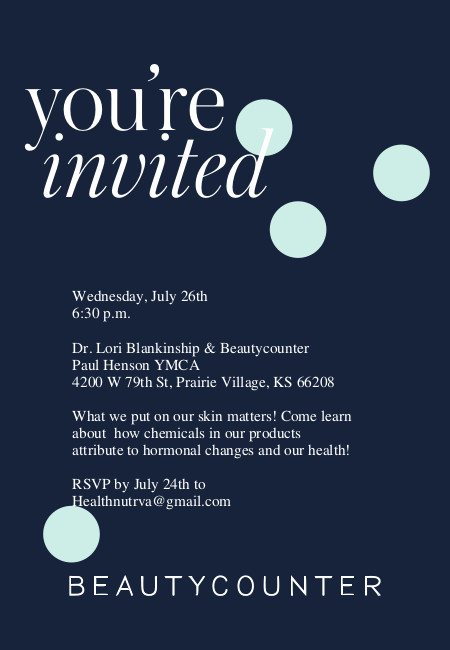 you're
invited
Wednesday, July 26th
6:30 p.m.
Dr. Lori Blankinship & Beautycounter
Paul Henson YMCA
4200 W 79th St, Prairie Village, KS 66208
What we put on our skin matters! Come learn
about  how chemicals in our products
attribute to hormonal changes and our health!
RSVP by July 24th to
Healthnutrva@gmail.com
BEAUTYCOUNTER